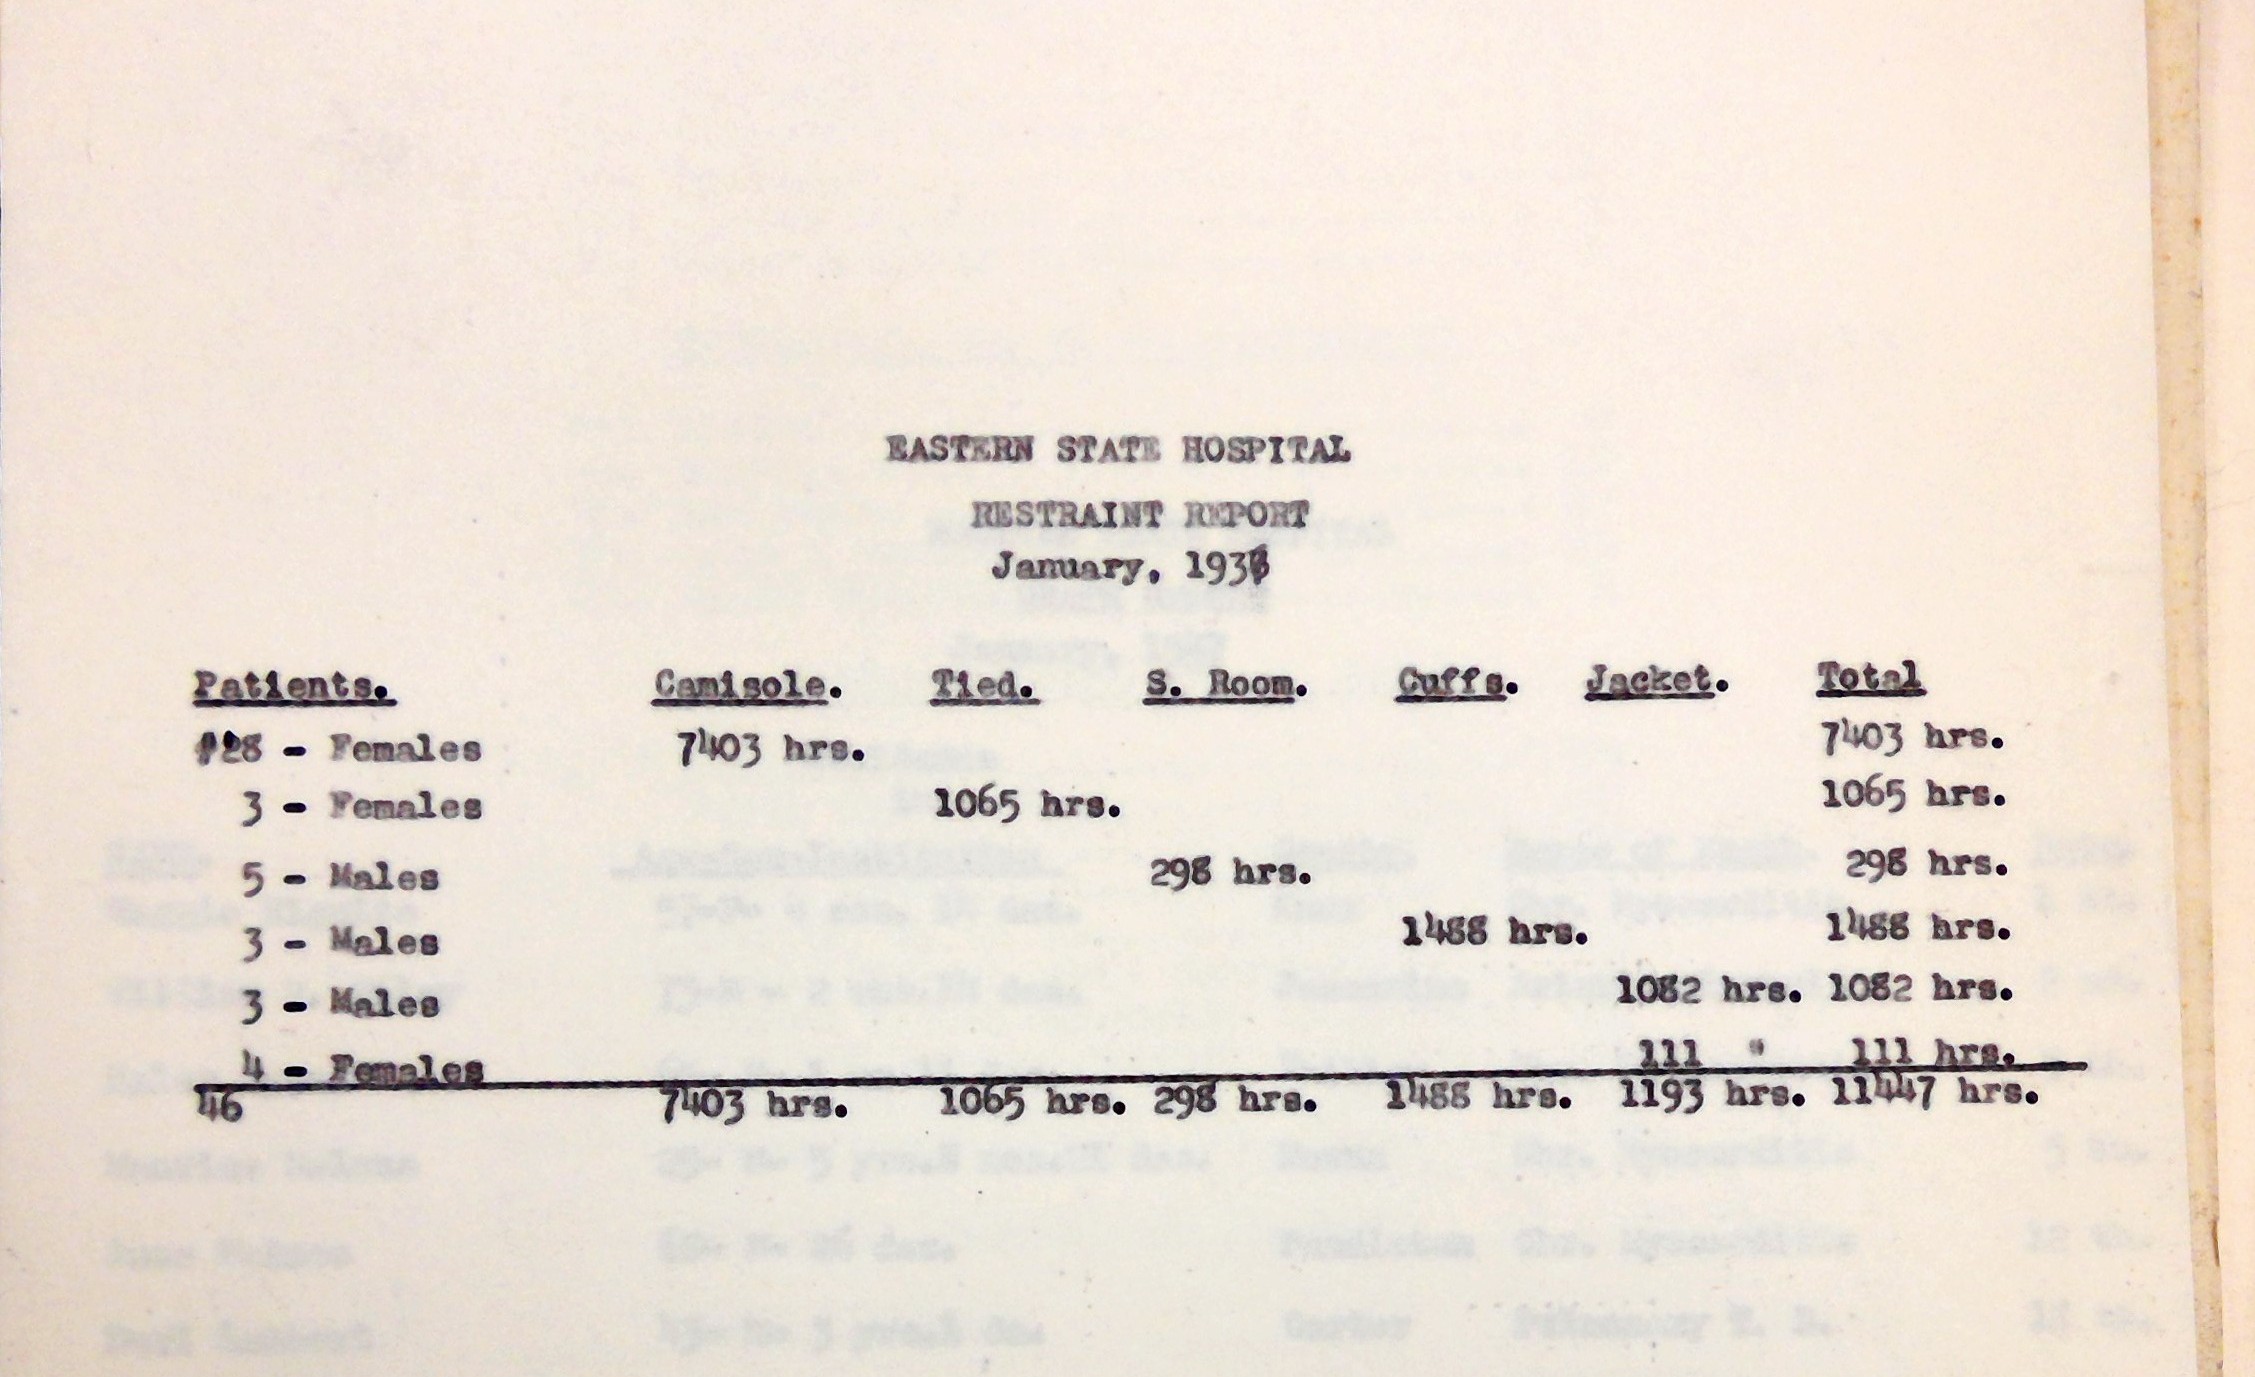 EASTERN STATE HOSPITAL
RESTRAINT REPORT
January, 1938
Patients. Camisole. Tied. S. Room. Cuffs. Jacket. Total
28 - Females 7403 hrs. 7403 hrs.
3 - Females 1065 hrs. 1065 hrs.
5 - Males 298 hrs. 298 hrs.
3 - Males 1488 hrs. 1488 hrs.
3 - Males 1082 hrs. 1082 hrs.
4 - Females 111 " 111 hrs.
46 7403 hrs. 1065 hrs. 298 hrs. 1488 hrs. 1193 hrs. 11447 hrs.